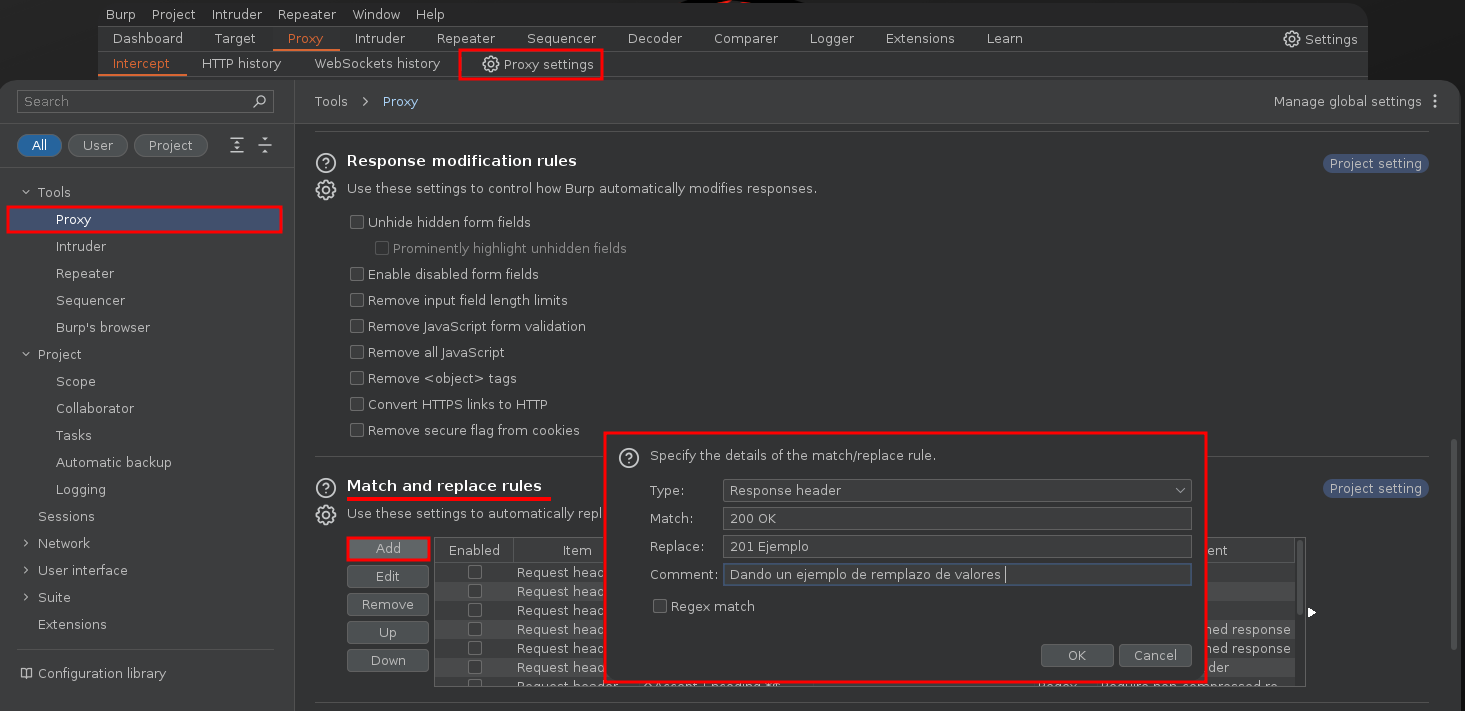 Burp Project Intruder Repeater Window Help
Dashboard Target Proxy Intruder Repeater Sequencer Decoder Comparer Logger Extensions Learn Settings
Intercept HTTP history WebSockets history Proxy settings
Search
Tools > Proxy
Manage global settings
All User Project
Tools
Proxy
Intruder
Repeater
Sequencer
Burp's browser
Project
Scope
Collaborator
Tasks
Automatic backup
Logging
Sessions
Network
User interface
Suite
Extensions
Configuration library
Response modification rules
Project setting
Use these settings to control how Burp automatically modifies responses.
Unhide hidden form fields
Prominently highlight unhidden fields
Enable disabled form fields
Remove input field length limits
Remove JavaScript form validation
Remove all JavaScript
Remove <object> tags
Convert HTTPS links to HTTP
Remove secure flag from cookies
Match and replace rules
Project setting
Use these settings to automatically repl
Add
Edit
Remove
Up
Down
Enabled Item ent
Request head
Request head
Request head
Request head ned response
Request head ned response
Request head der
Request header
Specify the details of the match/replace rule.
Type: Response header
Match: 200 OK
Replace: 201 Ejemplo
Comment: Dando un ejemplo de remplazo de valores
Regex match
OK Cancel